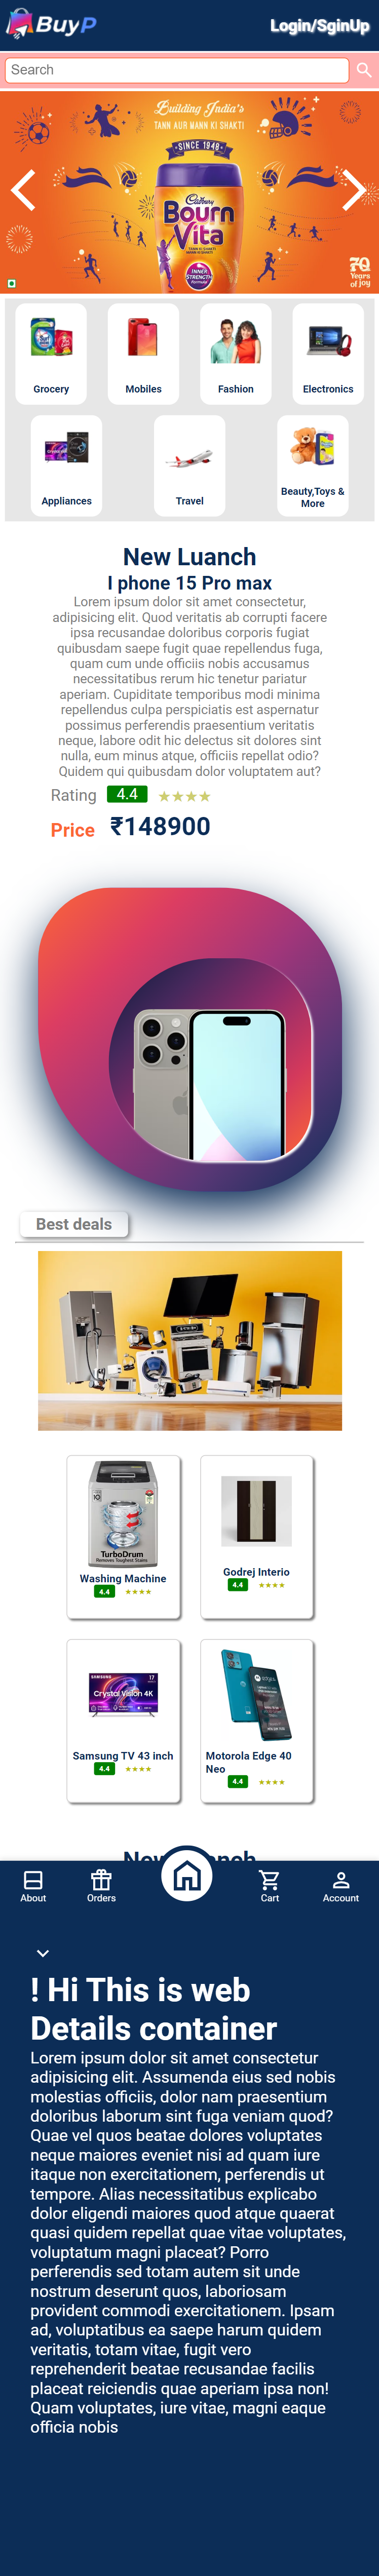 BuyP
Login/SginUp
Search
Building India's
TANN AUR MANN KI SHAKTI
SINCE 1948
Cadbury
Bourn
Vita
TANN KI SHAKTI
INNER
STRENGTH
Formula
70
Years
of joy
Grocery
Mobiles
Fashion
Electronics
Appliances
Travel
Beauty,Toys &
More
New Luanch
I phone 15 Pro max
Lorem ipsum dolor sit amet consectetur,
adipisicing elit. Quod veritatis ab corrupti facere
ipsa recusandae doloribus corporis fugiat
quibusdam saepe fugit quae repellendus fuga,
quam cum unde officiis nobis accusamus
necessitatibus rerum hic tenetur pariatur
aperiam. Cupiditate temporibus modi minima
repellendus culpa perspiciatis est aspernatur
possimus perferendis praesentium veritatis
neque, labore odit hic delectus sit dolores sint
nulla, eum minus atque, officiis repellat odio?
Quidem qui quibusdam dolor voluptatem aut?
Rating 4.4 ★★★★
Price ₹148900
Best deals
TurboDrum
Removes Toughest Stains
Washing Machine
4.4 ★★★★
Godrej Interio
4.4 ★★★★
SAMSUNG
17
Crystal Vision 4K
Samsung TV 43 inch
4.4 ★★★★
Motorola Edge 40
Neo
4.4 ★★★★
About
Orders
Cart
Account
! Hi This is web
Details container
Lorem ipsum dolor sit amet consectetur
adipisicing elit. Assumenda eius sed nobis
molestias officiis, dolor nam praesentium
doloribus laborum sint fuga veniam quod?
Quae vel quos beatae dolores voluptates
neque maiores eveniet nisi ad quam iure
itaque non exercitationem, perferendis ut
tempore. Alias necessitatibus explicabo
dolor eligendi maiores quod atque quaerat
quasi quidem repellat quae vitae voluptates,
voluptatum magni placeat? Porro
perferendis sed totam autem sit unde
nostrum deserunt quos, laboriosam
provident commodi exercitationem. Ipsam
ad, voluptatibus ea saepe harum quidem
veritatis, totam vitae, fugit vero
reprehenderit beatae recusandae facilis
placeat reiciendis quae aperiam ipsa non!
Quam voluptates, iure vitae, magni eaque
officia nobis